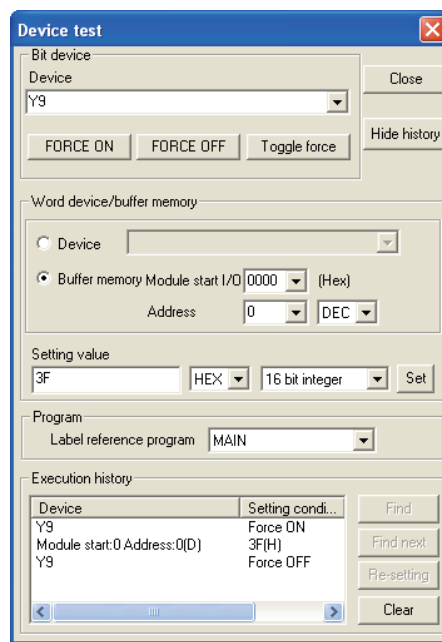 Device test
Bit device
Device
Close
Y9
FORCE ON FORCE OFF Toggle force
Hide history
Word device/buffer memory
Device
Buffer memory Module start I/O 0000 (Hex)
Address 0 DEC
Setting value
3F HEX 16 bit integer Set
Program
Label reference program MAIN
Execution history
Device Setting condi...
Y9 Force ON
Module start:0 Address:0(D) 3F(H)
Y9 Force OFF
Find
Find next
Re-setting
Clear